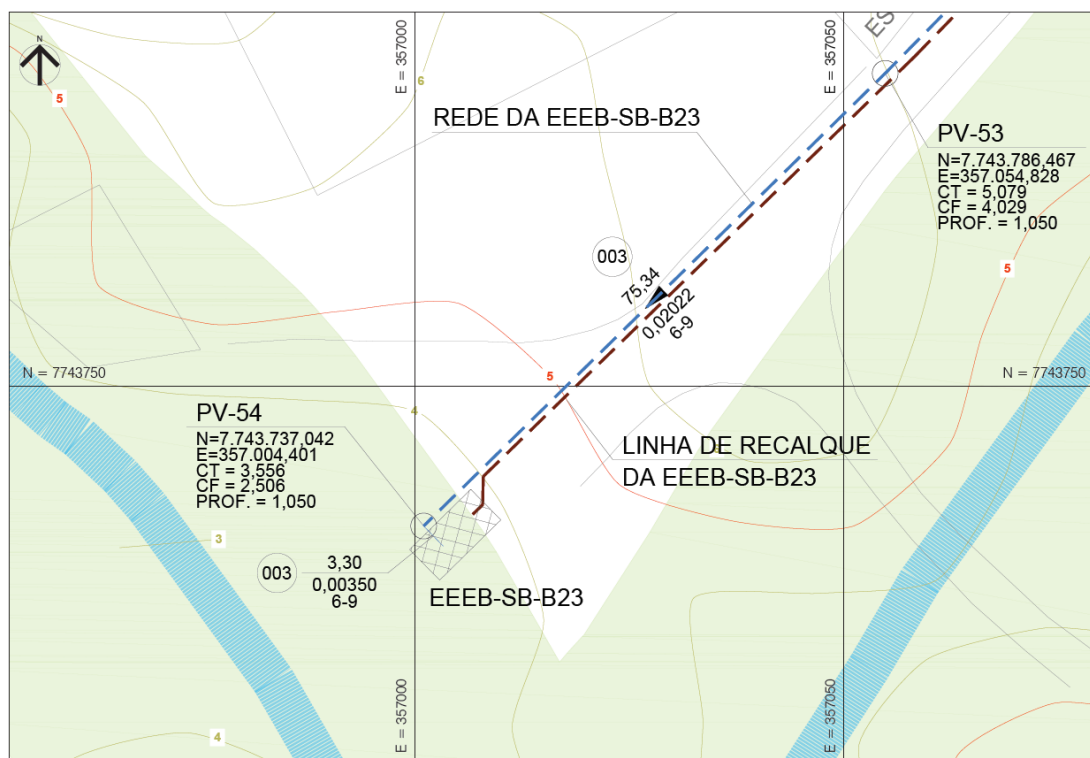 N
E = 357000
E = 357050
ES
6
5
REDE DA EEEB-SB-B23
PV-53
N=7.743.786,467
E=357.054,828
CT = 5,079
CF = 4,029
PROF. = 1,050
003
75,34
0,02022
6-9
5
N = 7743750
N = 7743750
5
4
PV-54
N=7.743.737,042
E=357.004,401
CT = 3,556
CF = 2,506
PROF. = 1,050
LINHA DE RECALQUE
DA EEEB-SB-B23
3
003
3,30
0,00350
6-9
EEEB-SB-B23
E = 357000
E = 357050
4
5